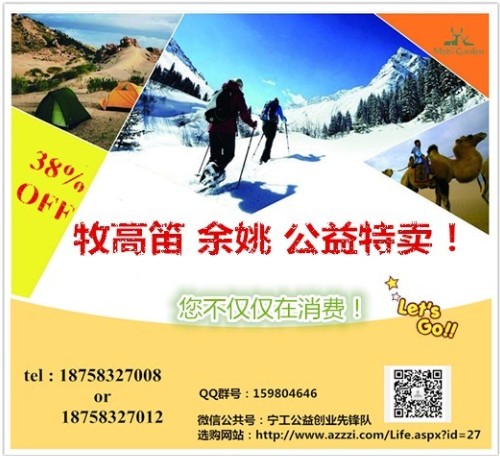 Mobi Garden
38%
OFF
牧高笛 余姚 公益特卖！
您不仅仅在消费！
Let's
Go!!
tel : 18758327008
or
18758327012
QQ群号：159804646
微信公共号：宁工公益创业先锋队
选购网站：http://www.azzzi.com/Life.aspx?id=27